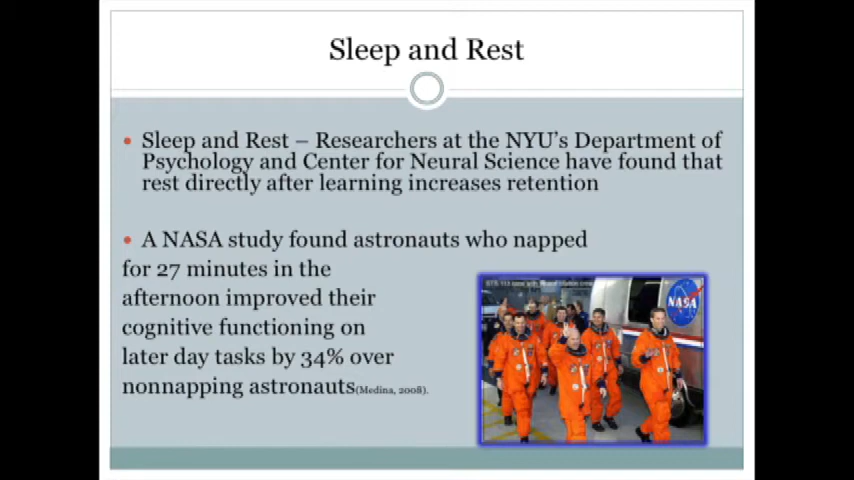 Sleep and Rest
• Sleep and Rest – Researchers at the NYU's Department of
Psychology and Center for Neural Science have found that
rest directly after learning increases retention
• A NASA study found astronauts who napped
for 27 minutes in the
afternoon improved their
cognitive functioning on
later day tasks by 34% over
nonnapping astronauts(Medina, 2008).
NASA